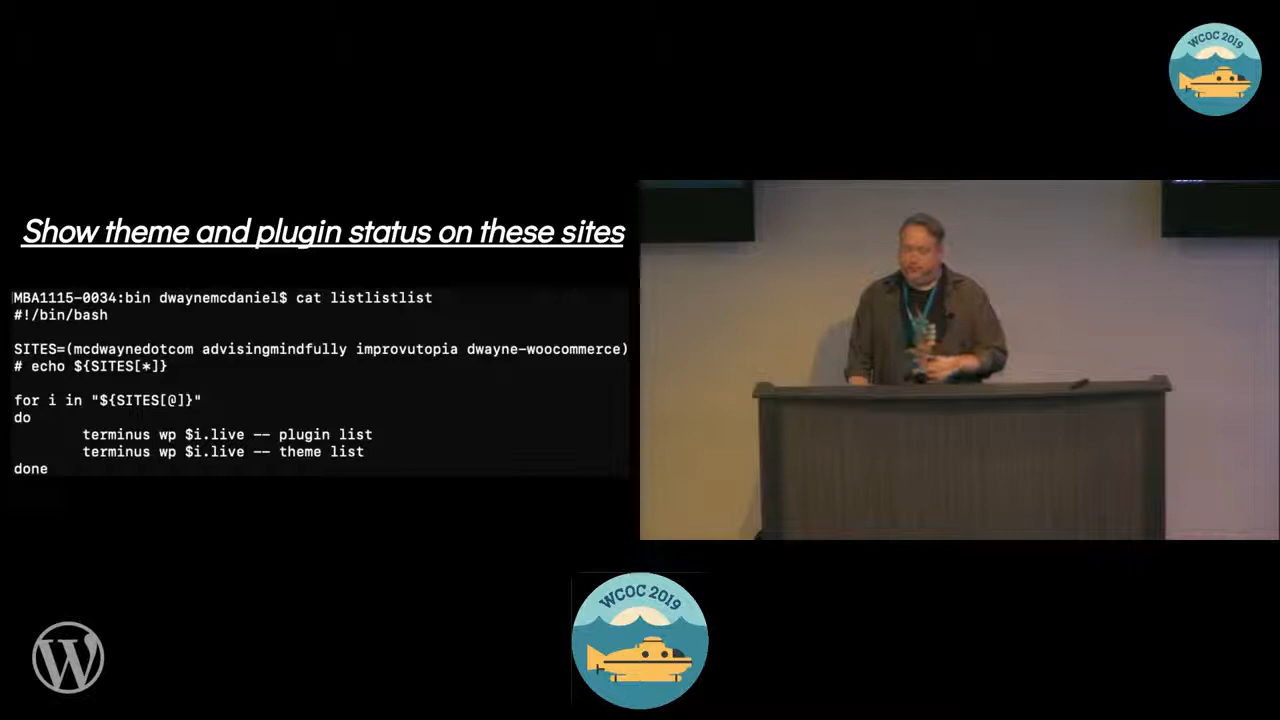 WCOC 2019
Show theme and plugin status on these sites
MBA1115-0034:bin dwaynemcdaniel$ cat listlistlist
#!/bin/bash
SITES=(mcdwaynedotcom advisingmindfully improvutopia dwayne-woocommerce)
# echo ${SITES[*]}
for i in "${SITES[@]}"
do
        terminus wp $i.live -- plugin list
        terminus wp $i.live -- theme list
done
WCOC 2019
W